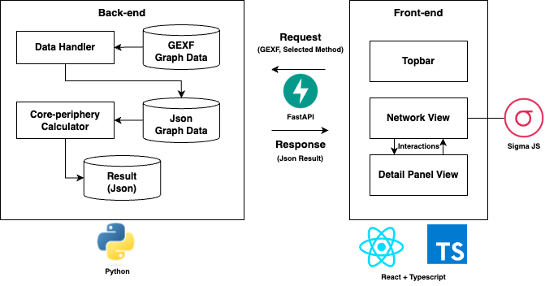 Back-end
Data Handler
GEXF
Graph Data
Core-periphery
Calculator
Json
Graph Data
Result
(Json)
Python
Request
(GEXF, Selected Method)
FastAPI
Response
(Json Result)
Front-end
Topbar
Network View
Interactions
Detail Panel View
Sigma JS
TS
React + Typescript